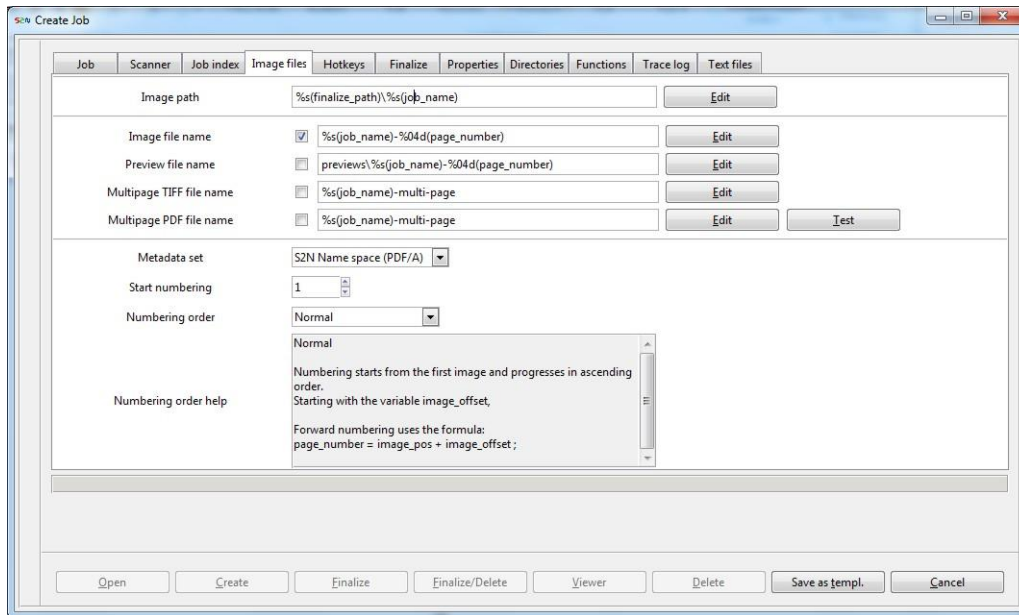 S2N Create Job
Job Scanner Job index Image files Hotkeys Finalize Properties Directories Functions Trace log Text files
Image path %s(finalize_path)\%s(job_name) Edit
Image file name %s(job_name)-%04d(page_number) Edit
Preview file name previews\%s(job_name)-%04d(page_number) Edit
Multipage TIFF file name %s(job_name)-multi-page Edit
Multipage PDF file name %s(job_name)-multi-page Edit Test
Metadata set S2N Name space (PDF/A)
Start numbering 1
Numbering order Normal
Normal
Numbering starts from the first image and progresses in ascending
order.
Starting with the variable image_offset,
Numbering order help
Forward numbering uses the formula:
page_number = image_pos + image_offset ;
Open Create Finalize Finalize/Delete Viewer Delete Save as templ. Cancel